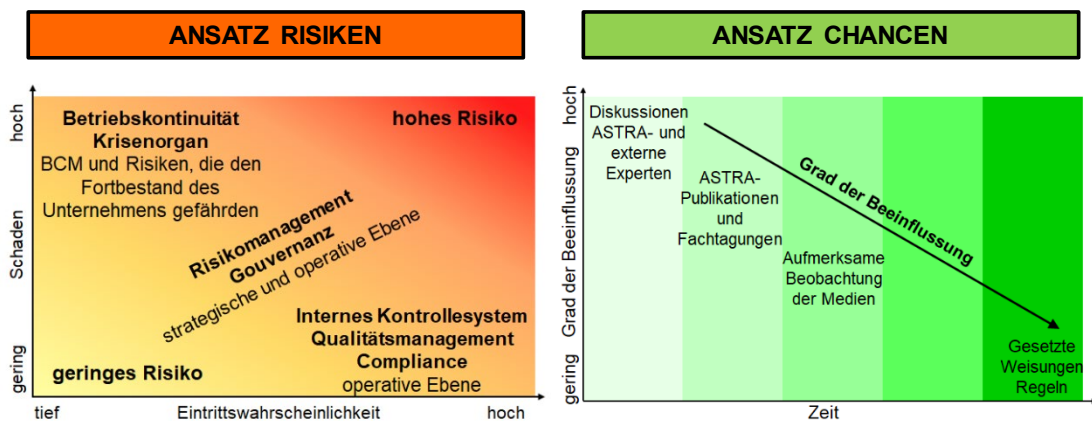 ANSATZ RISIKEN
hoch
Schaden
gering
Betriebskontinuität
Krisenorgan
BCM und Risiken, die den
Fortbestand des
Unternehmens gefährden
hohes Risiko
Risikomanagement
Gouvernanz
strategische und operative Ebene
Internes Kontrollesystem
Qualitätsmanagement
Compliance
operative Ebene
geringes Risiko
tief
Eintrittswahrscheinlichkeit
hoch
ANSATZ CHANCEN
hoch
Grad der Beeinflussung
gering
Diskussionen
ASTRA- und
externe
Experten
ASTRA-
Publikationen
und
Fachtagungen
Grad der Beeinflussung
Aufmerksame
Beobachtung
der Medien
Gesetzte
Weisungen
Regeln
Zeit